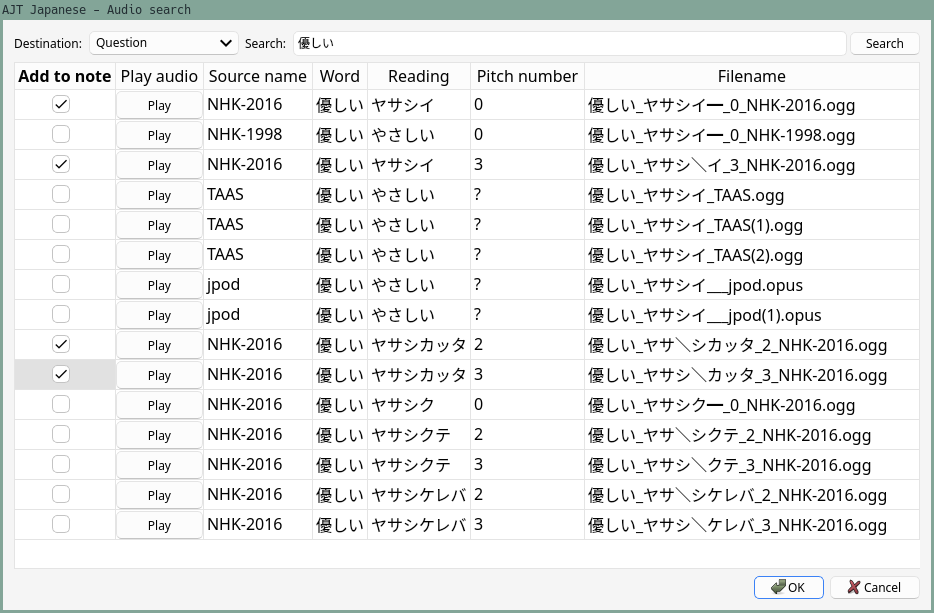 AJT Japanese – Audio search
Destination: Question Search: 優しい Search
Add to note Play audio Source name Word Reading Pitch number Filename
Play NHK-2016 優しい ヤサシイ 0 優しい_ヤサシイ━_0_NHK-2016.ogg
Play NHK-1998 優しい やさしい 0 優しい_ヤサシイ━_0_NHK-1998.ogg
Play NHK-2016 優しい ヤサシイ 3 優しい_ヤサシ＼イ_3_NHK-2016.ogg
Play TAAS 優しい やさしい ? 優しい_ヤサシイ_TAAS.ogg
Play TAAS 優しい やさしい ? 優しい_ヤサシイ_TAAS(1).ogg
Play TAAS 優しい やさしい ? 優しい_ヤサシイ_TAAS(2).ogg
Play jpod 優しい やさしい ? 優しい_ヤサシイ___jpod.opus
Play jpod 優しい やさしい ? 優しい_ヤサシイ___jpod(1).opus
Play NHK-2016 優しい ヤサシカッタ 2 優しい_ヤサ＼シカッタ_2_NHK-2016.ogg
Play NHK-2016 優しい ヤサシカッタ 3 優しい_ヤサシ＼カッタ_3_NHK-2016.ogg
Play NHK-2016 優しい ヤサシク 0 優しい_ヤサシク━_0_NHK-2016.ogg
Play NHK-2016 優しい ヤサシクテ 2 優しい_ヤサ＼シクテ_2_NHK-2016.ogg
Play NHK-2016 優しい ヤサシクテ 3 優しい_ヤサシ＼クテ_3_NHK-2016.ogg
Play NHK-2016 優しい ヤサシケレバ 2 優しい_ヤサ＼シケレバ_2_NHK-2016.ogg
Play NHK-2016 優しい ヤサシケレバ 3 優しい_ヤサシ＼ケレバ_3_NHK-2016.ogg
OK Cancel